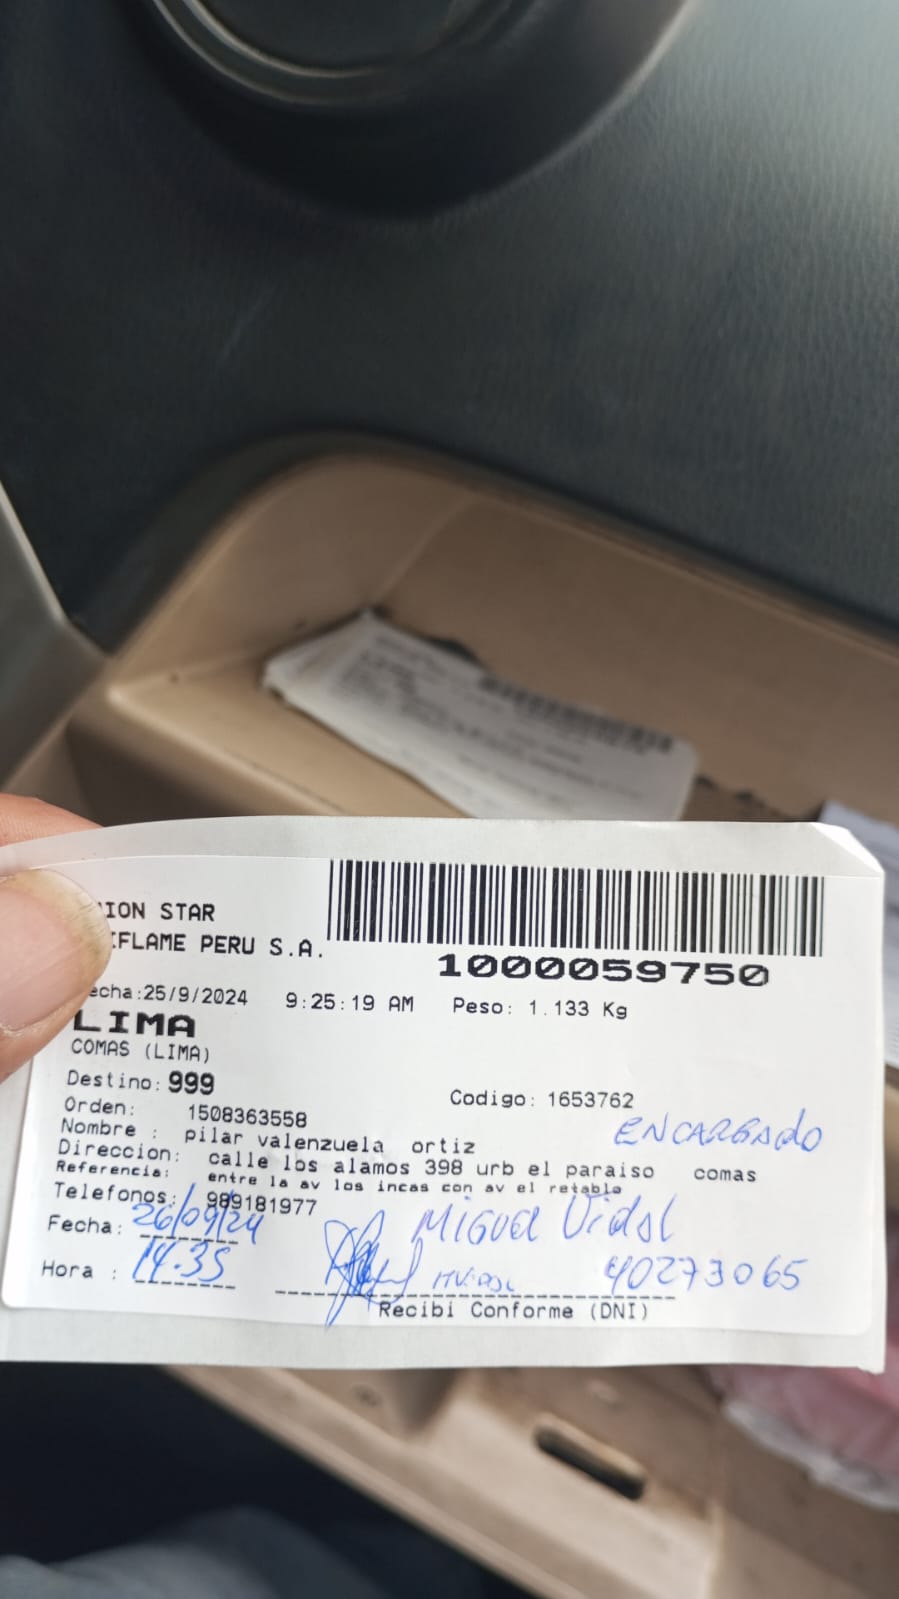 ION STAR
IFLAME PERU S.A.
1000059750
echa:25/9/2024 9:25:19 AM Peso: 1.133 Kg
LIMA
COMAS (LIMA)
Destino: 999
Codigo: 1653762
Orden: 1508363558
ENCARGADO
Nombre : pilar valenzuela ortiz
Direccion: calle los alamos 398 urb el paraiso comas
Referencia: entre la av los incas con av el retablo
Telefonos: 989181977
Miguel Vidal
Fecha: 26/09/24
Hora : 14.35
40273065
Recibi Conforme (DNI)